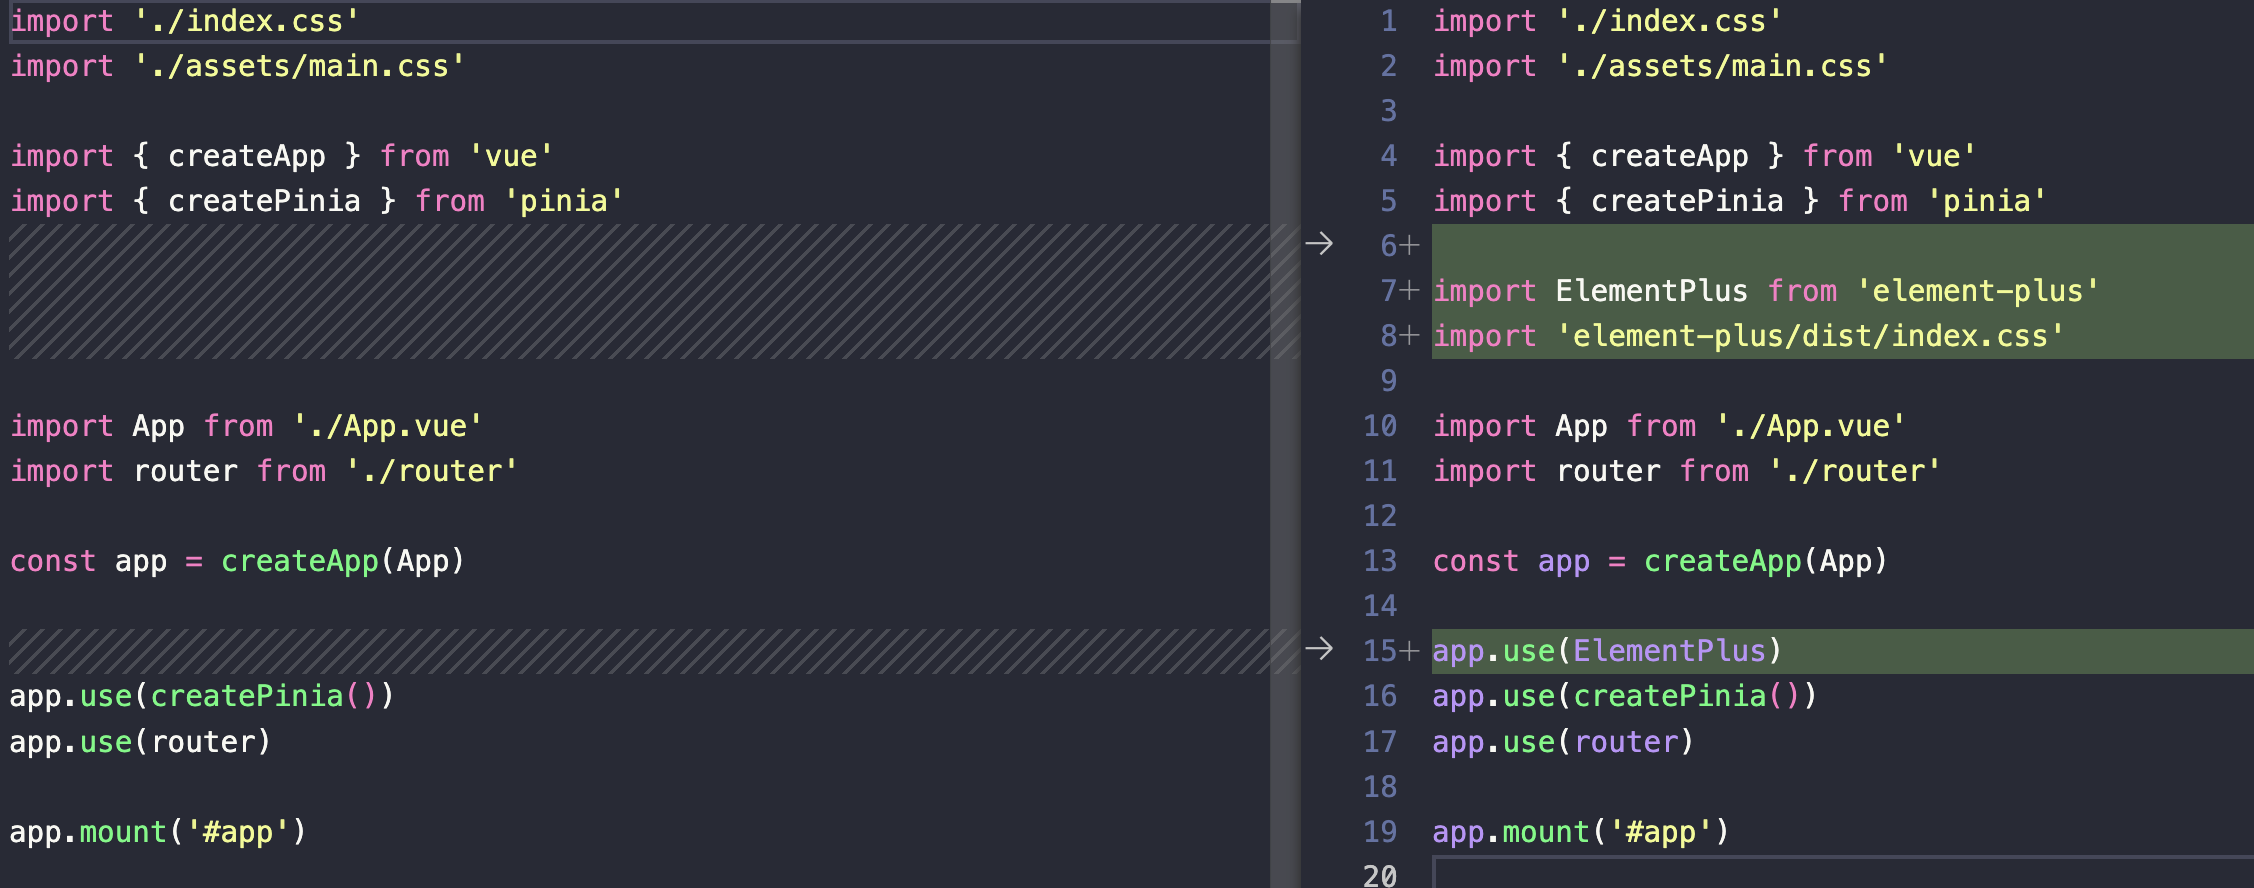 import './index.css'
import './assets/main.css'
import { createApp } from 'vue'
import { createPinia } from 'pinia'
import App from './App.vue'
import router from './router'
const app = createApp(App)
app.use(createPinia())
app.use(router)
app.mount('#app')
1 import './index.css'
2 import './assets/main.css'
3
4 import { createApp } from 'vue'
5 import { createPinia } from 'pinia'
→ 6+
7+ import ElementPlus from 'element-plus'
8+ import 'element-plus/dist/index.css'
9
10 import App from './App.vue'
11 import router from './router'
12
13 const app = createApp(App)
14
→ 15+ app.use(ElementPlus)
16 app.use(createPinia())
17 app.use(router)
18
19 app.mount('#app')
20